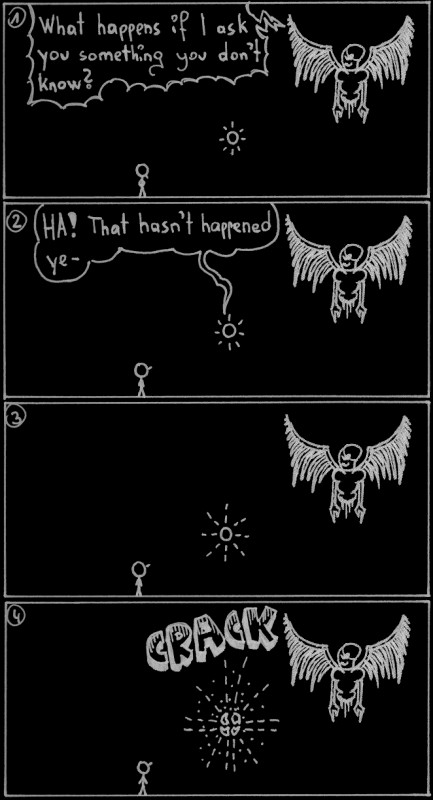 1
What happens if I ask
you something you don't
know?
2
HA! That hasn't happened
ye-
3
4
CRACK